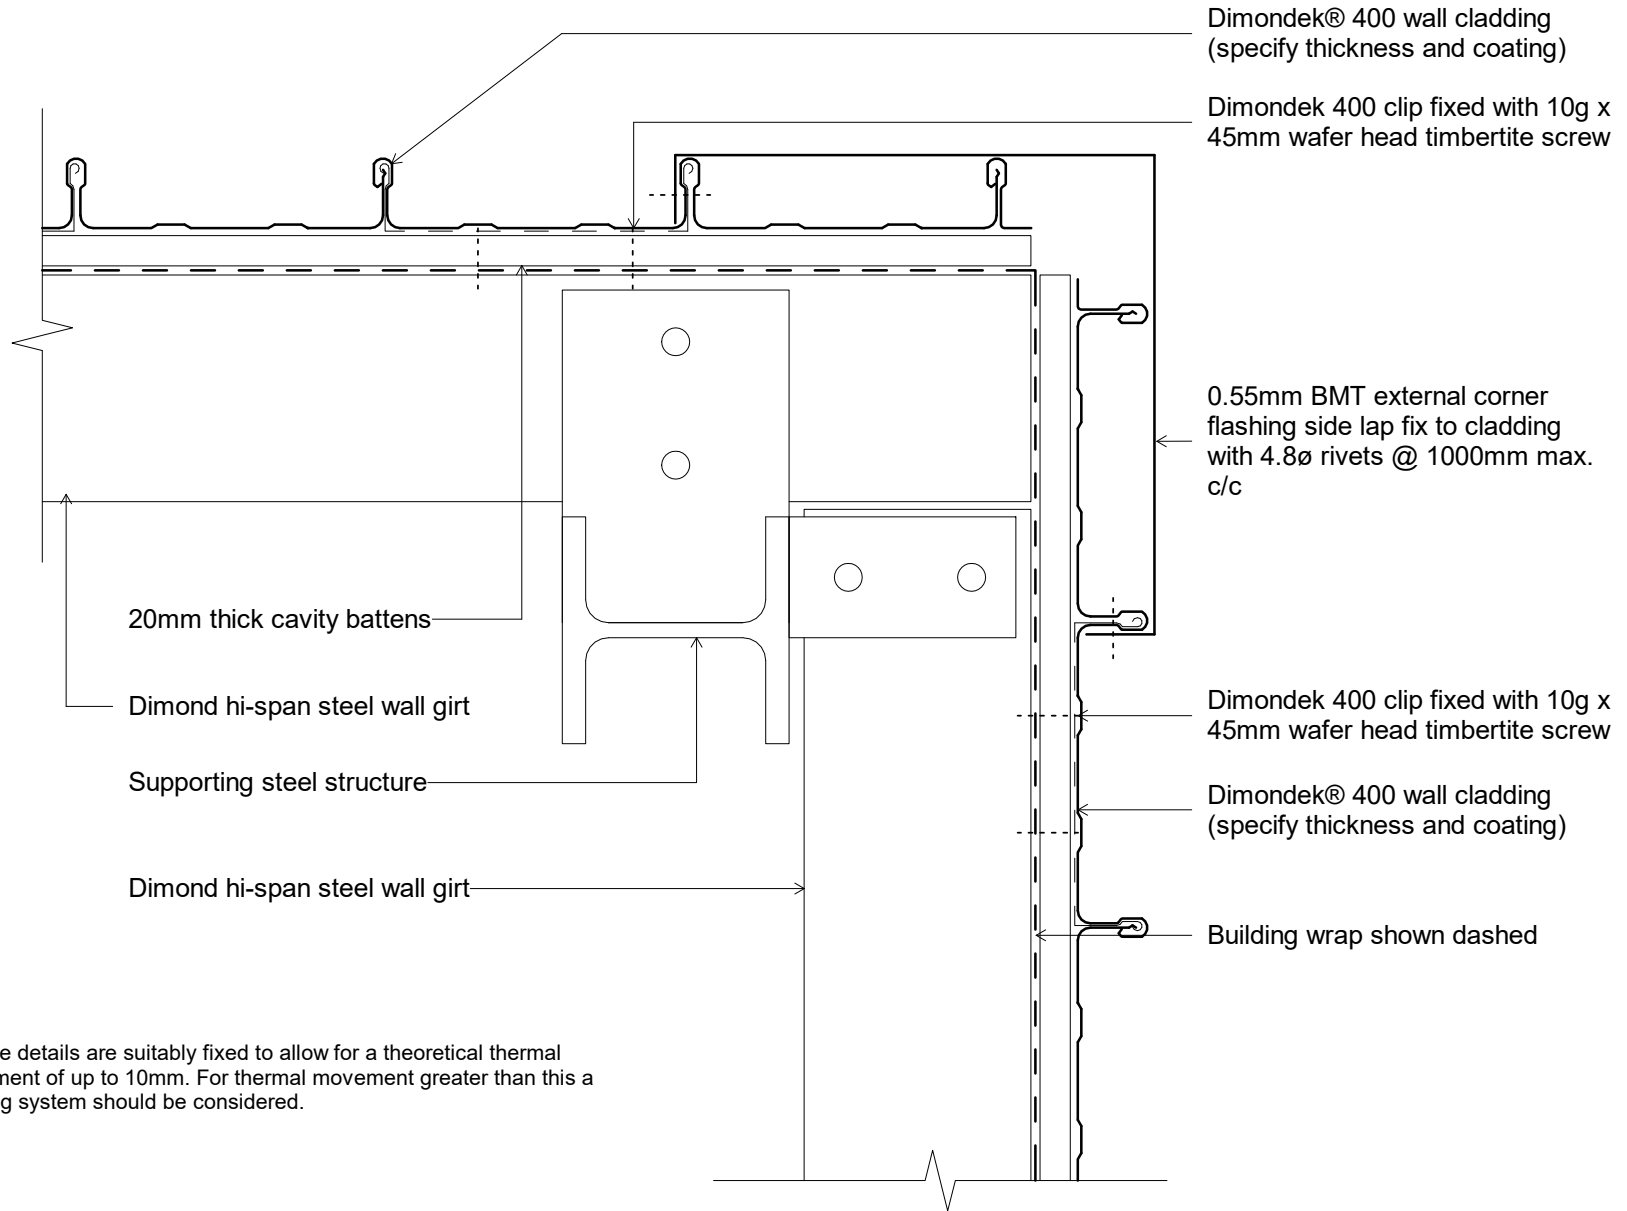 Dimondek® 400 wall cladding
(specify thickness and coating)
Dimondek 400 clip fixed with 10g x
45mm wafer head timbertite screw
0.55mm BMT external corner
flashing side lap fix to cladding
with 4.8ø rivets @ 1000mm max.
c/c
20mm thick cavity battens
Dimond hi-span steel wall girt
Supporting steel structure
Dimond hi-span steel wall girt
Dimondek 400 clip fixed with 10g x
45mm wafer head timbertite screw
Dimondek® 400 wall cladding
(specify thickness and coating)
Building wrap shown dashed
details are suitably fixed to allow for a theoretical thermal
of up to 10mm. For thermal movement greater than this a
system should be considered.